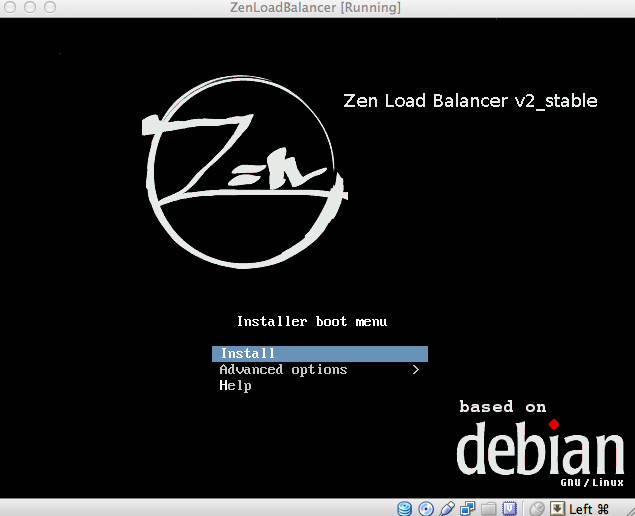 ZenLoadBalancer [Running]
Zen Load Balancer v2_stable
Zen
Installer boot menu
Install
Advanced options >
Help
based on
debian
GNU/Linux
Left ⌘